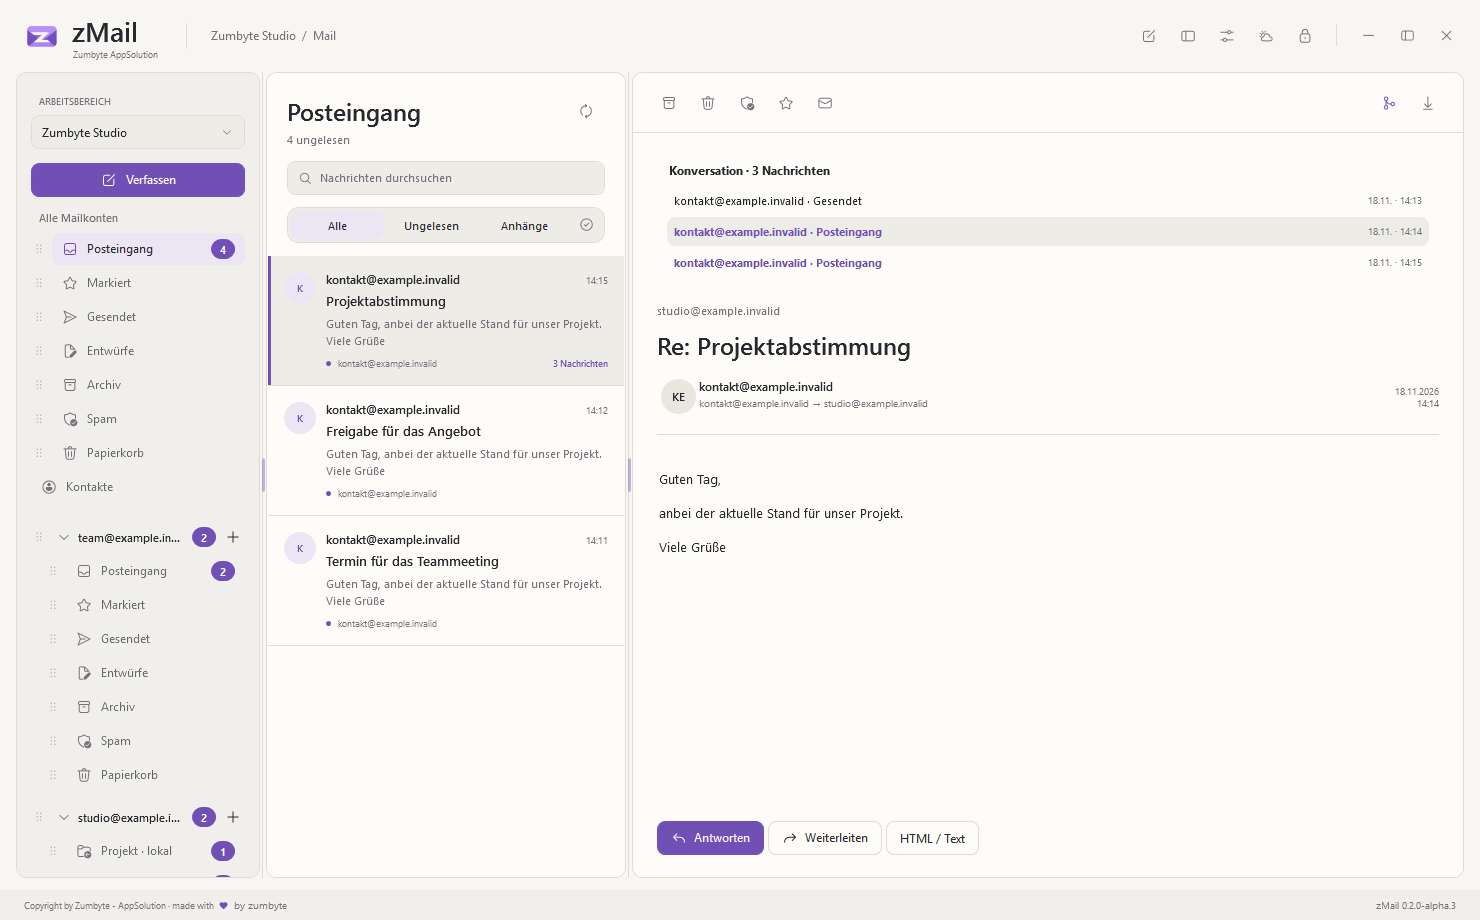 zMail
Zumbyte AppSolution
Zumbyte Studio / Mail
ARBEITSBEREICH
Zumbyte Studio
Verfassen
Alle Mailkonten
Posteingang 4
Markiert
Gesendet
Entwürfe
Archiv
Spam
Papierkorb
Kontakte
team@example.in... 2
Posteingang 2
Markiert
Gesendet
Entwürfe
Archiv
Spam
Papierkorb
studio@example.i... 2
Projekt · lokal 1
Posteingang
4 ungelesen
Nachrichten durchsuchen
Alle Ungelesen Anhänge
K
kontakt@example.invalid 14:15
Projektabstimmung
Guten Tag, anbei der aktuelle Stand für unser Projekt.
Viele Grüße
kontakt@example.invalid 3 Nachrichten
K
kontakt@example.invalid 14:12
Freigabe für das Angebot
Guten Tag, anbei der aktuelle Stand für unser Projekt.
Viele Grüße
kontakt@example.invalid
K
kontakt@example.invalid 14:11
Termin für das Teammeeting
Guten Tag, anbei der aktuelle Stand für unser Projekt.
Viele Grüße
kontakt@example.invalid
Konversation · 3 Nachrichten
kontakt@example.invalid · Gesendet 18.11. · 14:13
kontakt@example.invalid · Posteingang 18.11. · 14:14
kontakt@example.invalid · Posteingang 18.11. · 14:15
studio@example.invalid
Re: Projektabstimmung
KE
kontakt@example.invalid
kontakt@example.invalid → studio@example.invalid
18.11.2026
14:14
Guten Tag,
anbei der aktuelle Stand für unser Projekt.
Viele Grüße
Antworten Weiterleiten HTML / Text
Copyright by Zumbyte - AppSolution · made with ♥ by zumbyte
zMail 0.2.0-alpha.3